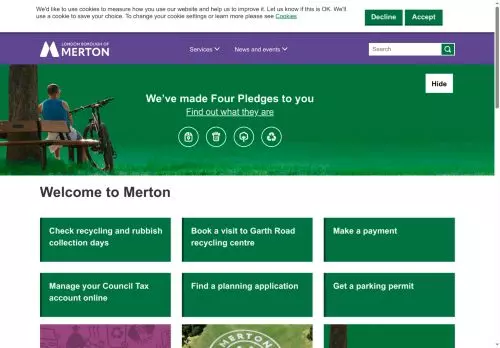 We'd like to use cookies to measure how you use our website and help us to improve it. Let us know if this is OK. We'll
use a cookie to save your choice. To change your cookie settings or learn more please see Cookies
Decline
Accept
LONDON BOROUGH OF
MERTON
Services
News and events
Search
Hide
We've made Four Pledges to you
Find out what they are
Welcome to Merton
Check recycling and rubbish
collection days
Book a visit to Garth Road
recycling centre
Make a payment
Manage your Council Tax
account online
Find a planning application
Get a parking permit
MERTON